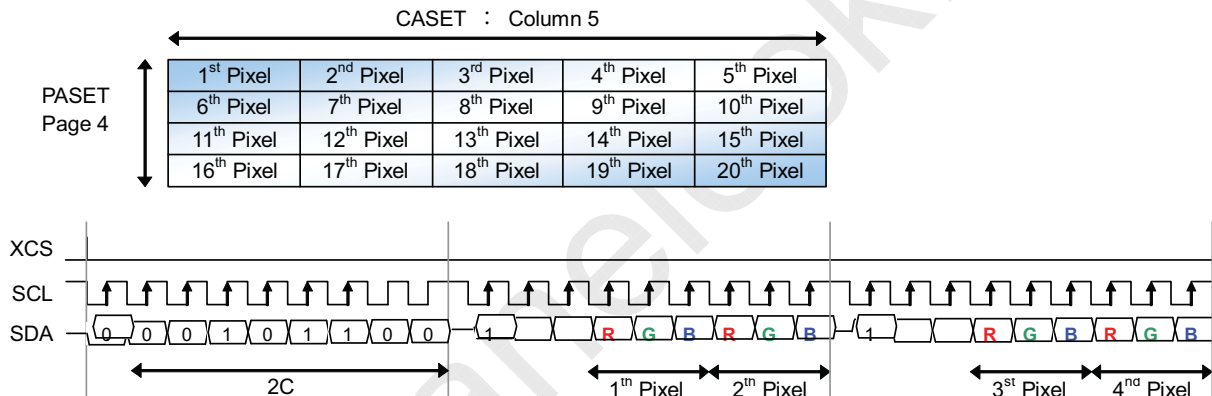 CASET : Column 5
PASET
Page 4
1st Pixel 2nd Pixel 3rd Pixel 4th Pixel 5th Pixel
6th Pixel 7th Pixel 8th Pixel 9th Pixel 10th Pixel
11th Pixel 12th Pixel 13th Pixel 14th Pixel 15th Pixel
16th Pixel 17th Pixel 18th Pixel 19th Pixel 20th Pixel
XCS
SCL
SDA 0 0 0 1 0 1 1 0 0 1 R G B R G B 1 R G B R G B
2C 1th Pixel 2th Pixel 3st Pixel 4nd Pixel